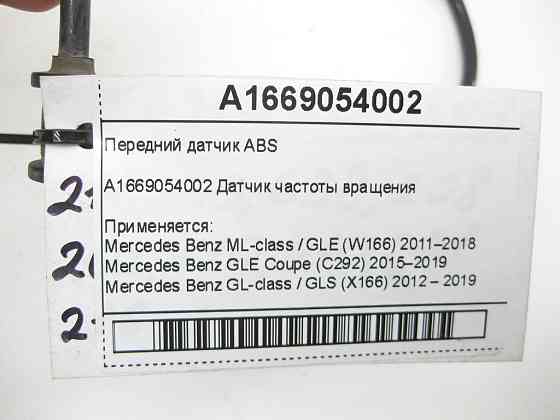 A1669054002
Передний датчик ABS
A1669054002 Датчик частоты вращения
Применяется:
Mercedes Benz ML-class / GLE (W166) 2011–2018
Mercedes Benz GLE Coupe (C292) 2015–2019
Mercedes Benz GL-class / GLS (X166) 2012 – 2019